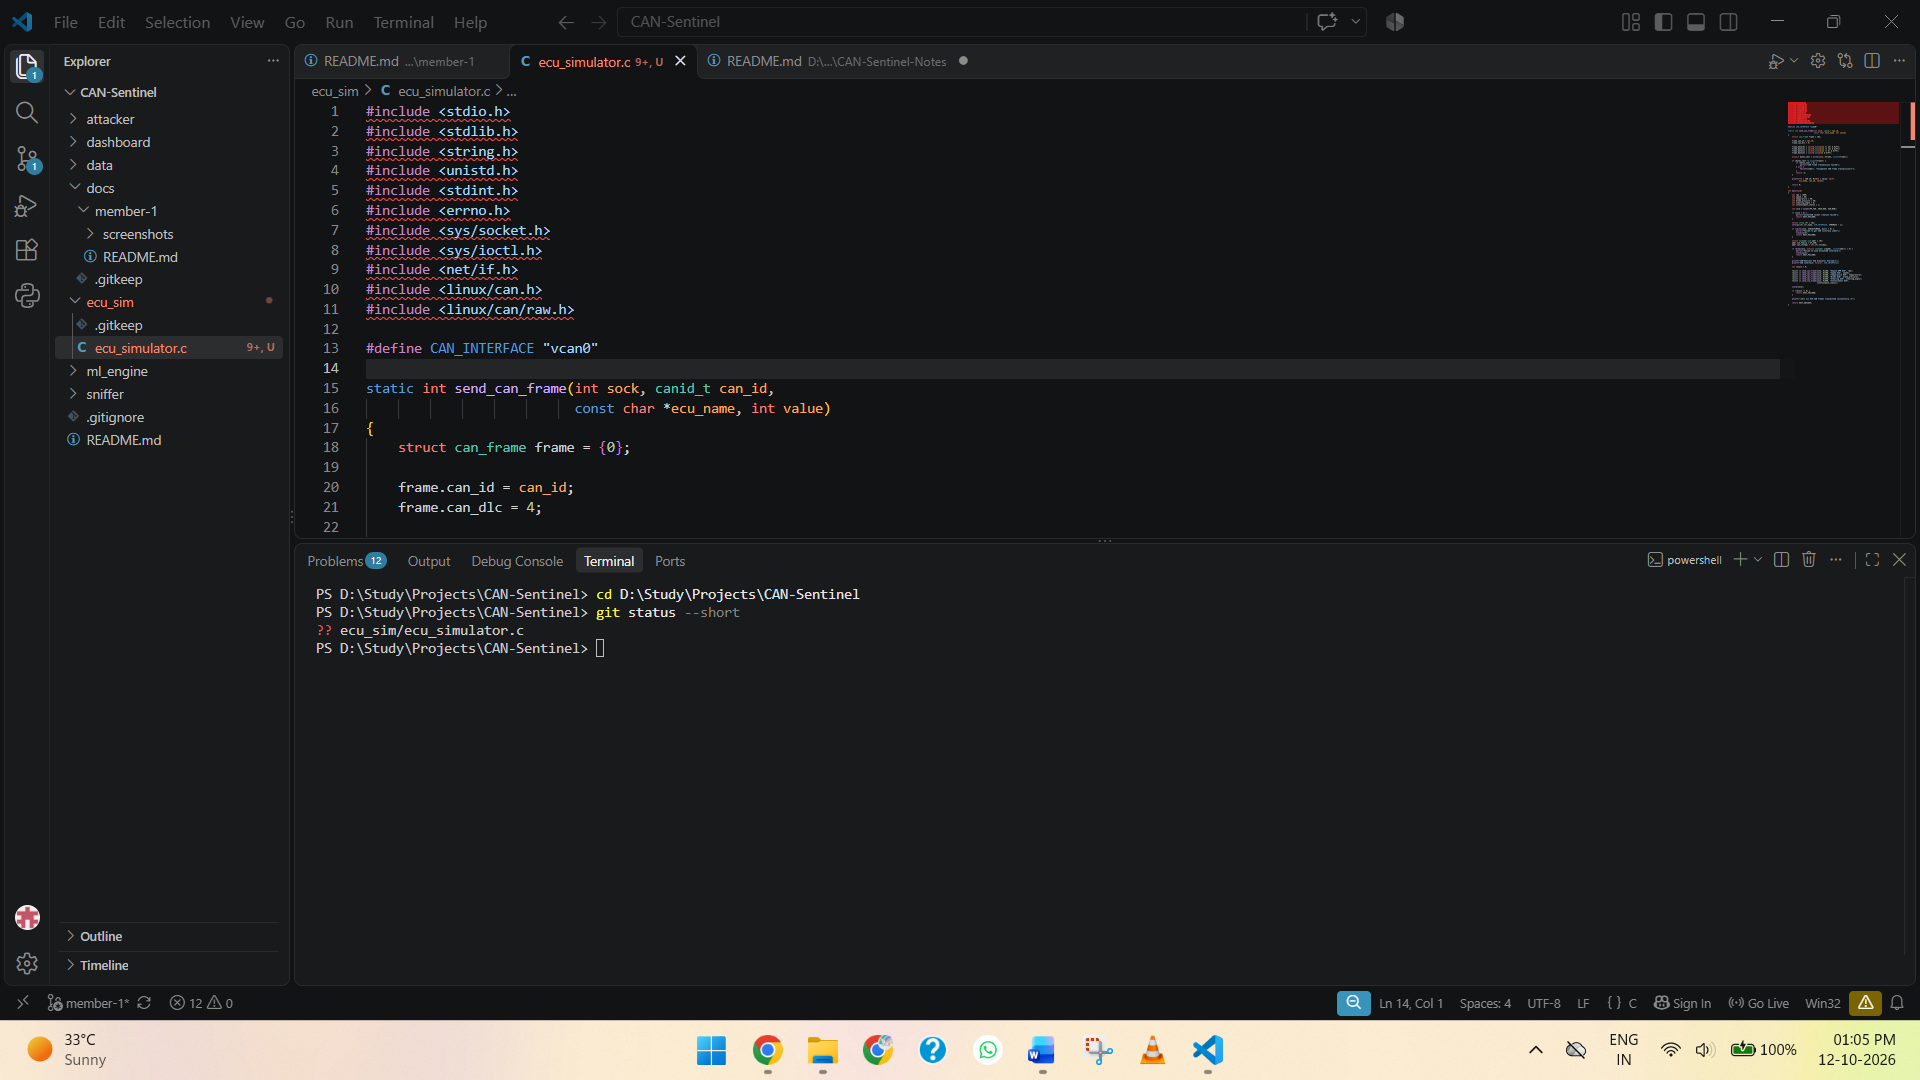 File Edit Selection View Go Run Terminal Help
CAN-Sentinel
Explorer
1
1
CAN-Sentinel
attacker
dashboard
data
docs
member-1
screenshots
README.md
.gitkeep
ecu_sim
.gitkeep
C ecu_simulator.c 9+, U
ml_engine
sniffer
.gitignore
README.md
Outline
Timeline
README.md ...\member-1
C ecu_simulator.c 9+, U
README.md D:\...\CAN-Sentinel-Notes
ecu_sim > C ecu_simulator.c > ...
1 #include <stdio.h>
2 #include <stdlib.h>
3 #include <string.h>
4 #include <unistd.h>
5 #include <stdint.h>
6 #include <errno.h>
7 #include <sys/socket.h>
8 #include <sys/ioctl.h>
9 #include <net/if.h>
10 #include <linux/can.h>
11 #include <linux/can/raw.h>
12
13 #define CAN_INTERFACE "vcan0"
14
15 static int send_can_frame(int sock, canid_t can_id,
16 const char *ecu_name, int value)
17 {
18 struct can_frame frame = {0};
19
20 frame.can_id = can_id;
21 frame.can_dlc = 4;
22
Problems 12 Output Debug Console Terminal Ports
powershell
PS D:\Study\Projects\CAN-Sentinel> cd D:\Study\Projects\CAN-Sentinel
PS D:\Study\Projects\CAN-Sentinel> git status --short
?? ecu_sim/ecu_simulator.c
PS D:\Study\Projects\CAN-Sentinel>
member-1* 12 0
Ln 14, Col 1 Spaces: 4 UTF-8 LF { } C Sign In Go Live Win32
33°C
Sunny
ENG
IN
100%
01:05 PM
12-10-2026